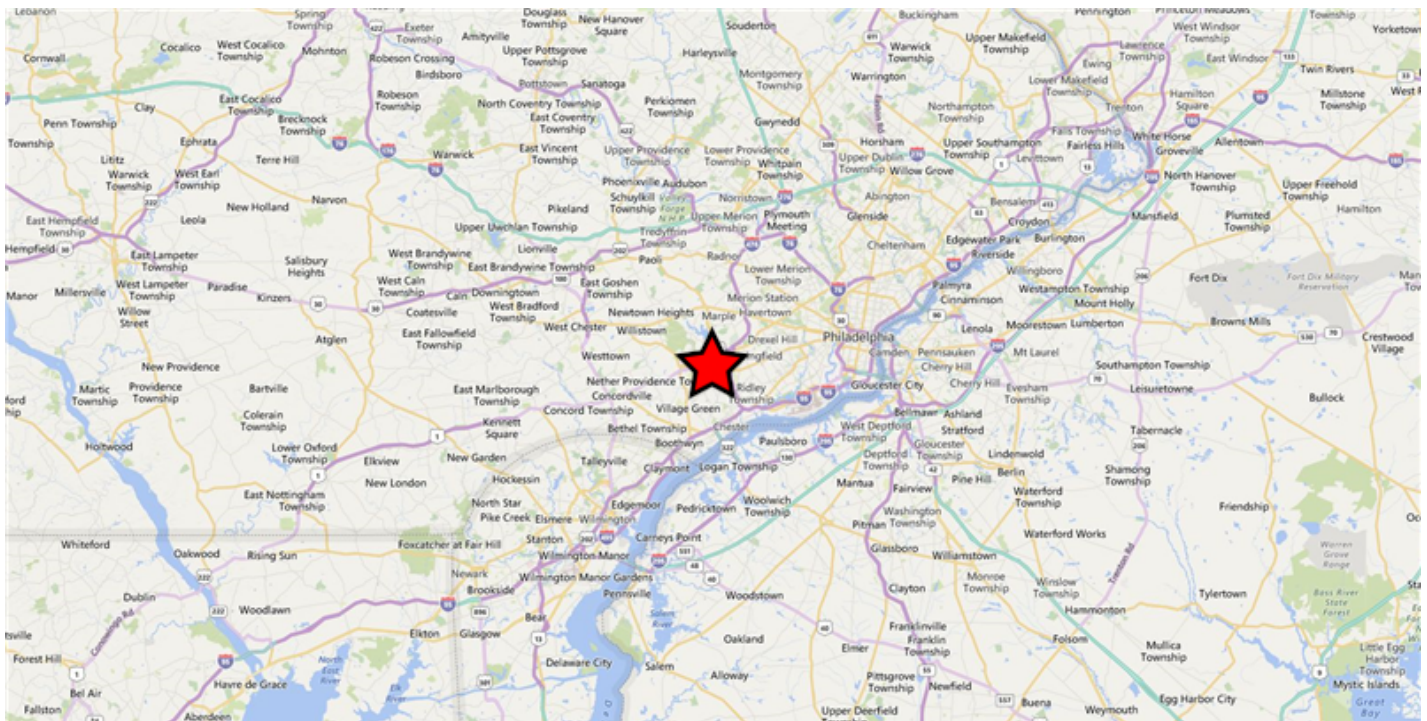 Lebanon
Spring
Township
Exeter
Township
Douglass
Township
New Hanover
Square
Souderton
Buckingham
Pennington
Princeton Meadows
Township
Cornwall
Cocalico
West Cocalico
Township
Mohnton
Robeson Crossing
Birdsboro
Amityville
Upper Pottsgrove
Township
Harleysville
Warwick
Township
Upper Makefield
Township
Lawrence
Township
West Windsor
Township
Yorketown
Ewing
East Windsor
Twin Rivers
Clay
East Cocalico
Township
Robeson
Township
Pottstown
Sanatoga
Montgomery
Township
Warrington
Lower Makefield
Township
Trenton
Hamilton
Square
Millstone
Township
Penn Township
Brecknock
Township
North Coventry Township
East Coventry
Township
Perkiomen
Township
Gwynedd
Easton Rd
Northampton
Township
Falls Township
Fairless Hills
White Horse
Groveville
Allentown
Township
Ephrata
Lititz
Warwick
Township
West Earl
Township
Terre Hill
Warwick
East Vincent
Township
Upper Providence
Township
Lower Providence
Township
Whitpain
Township
Horsham
Upper Dublin
Township
Willow Grove
Upper Southampton
Township
Levittown
North Hanover
Township
Upper Freehold
Township
East Hempfield
Township
Leola
New Holland
Narvon
Pikeland
Phoenixville
Audubon
Schuylkill
Township
Valley
Forge
N.H.P.
Norristown
Abington
Bensalem
Croydon
Mansfield
Plumsted
Township
Hamilton
Hempfield
East Lampeter
Township
Upper Uwchlan Township
Upper Merion
Township
Plymouth
Meeting
Glenside
Edgewater Park
Burlington
Riverside
Tredyffrin
Township
Paoli
Radnor
Cheltenham
Salisbury
Heights
West Brandywine
Township
Lionville
East Brandywine Township
Lower Merion
Township
Willingboro
Fort Dix
Fort Dix Military
Reservation
Manor
Millersville
West Lampeter
Township
Paradise
Kinzers
West Caln
Township
Caln
Downingtown
East Goshen
Township
Merion Station
Palmyra
Cinnaminson
Westampton Township
Mount Holly
Willow
Street
Coatesville
West Bradford
Township
West Chester
Newtown Heights
Marple
Havertown
Willistown
Drexel Hill
Philadelphia
Lenola
Moorestown
Lumberton
Browns Mills
Crestwood
Village
Atglen
East Fallowfield
Township
Westtown
Camden
Pennsauken
Cherry Hill
Mt Laurel
Southampton Township
New Providence
Martic
Township
Providence
Township
Bartville
East Marlborough
Township
Nether Providence
Concordville
Ridley
Township
Gloucester City
Cherry Hill
Evesham
Township
Leisuretowne
Bullock
Colerain
Township
Concord Township
Village Green
Bellmawr
Ashland
Stratford
Tabernacle
Holtwood
Lower Oxford
Township
Kennett
Square
Bethel Township
Boothwyn
Chester
Paulsboro
West Deptford
Township
Gloucester
Township
Elkview
New Garden
Talleyville
Claymont
Logan Township
Deptford
Township
Lindenwold
Berlin
Shamong
Township
New London
Hockessin
Mantua
Fairview
Pine Hill
Waterford
Township
East Nottingham
Township
North Star
Pike Creek
Elsmere
Edgemoor
Wilmington
Pedricktown
Woolwich
Township
Washington
Township
Pitman
Waterford Works
Friendship
Whiteford
Oakwood
Rising Sun
Foxcatcher at Fair Hill
Stanton
Carneys Point
Glassboro
Williamstown
Warren
Grove
Range
Wilmington Manor
Newark
Wilmington Manor Gardens
Brookside
Pennsville
Woodstown
Clayton
Monroe
Township
Winslow
Township
Trenton Rd
Tylertown
Bass River
State
Forest
Dublin
Woodlawn
Conowingo Rd
Hammonton
Elkton
Glasgow
Bear
Salem
River
Oakland
Franklinville
Franklin
Township
Folsom
Mullica
Township
Little Egg
Harbor
Township
Forest Hill
North
East
River
Elk
River
Delaware City
Salem
Alloway
Elmer
Pittsgrove
Township
Newfield
Mystic Islands
Bel Air
Havre de Grace
Buena
Egg Harbor City
Great
Bay
Fallston
Aberdeen
Upper Deerfield
Township
Weymouth